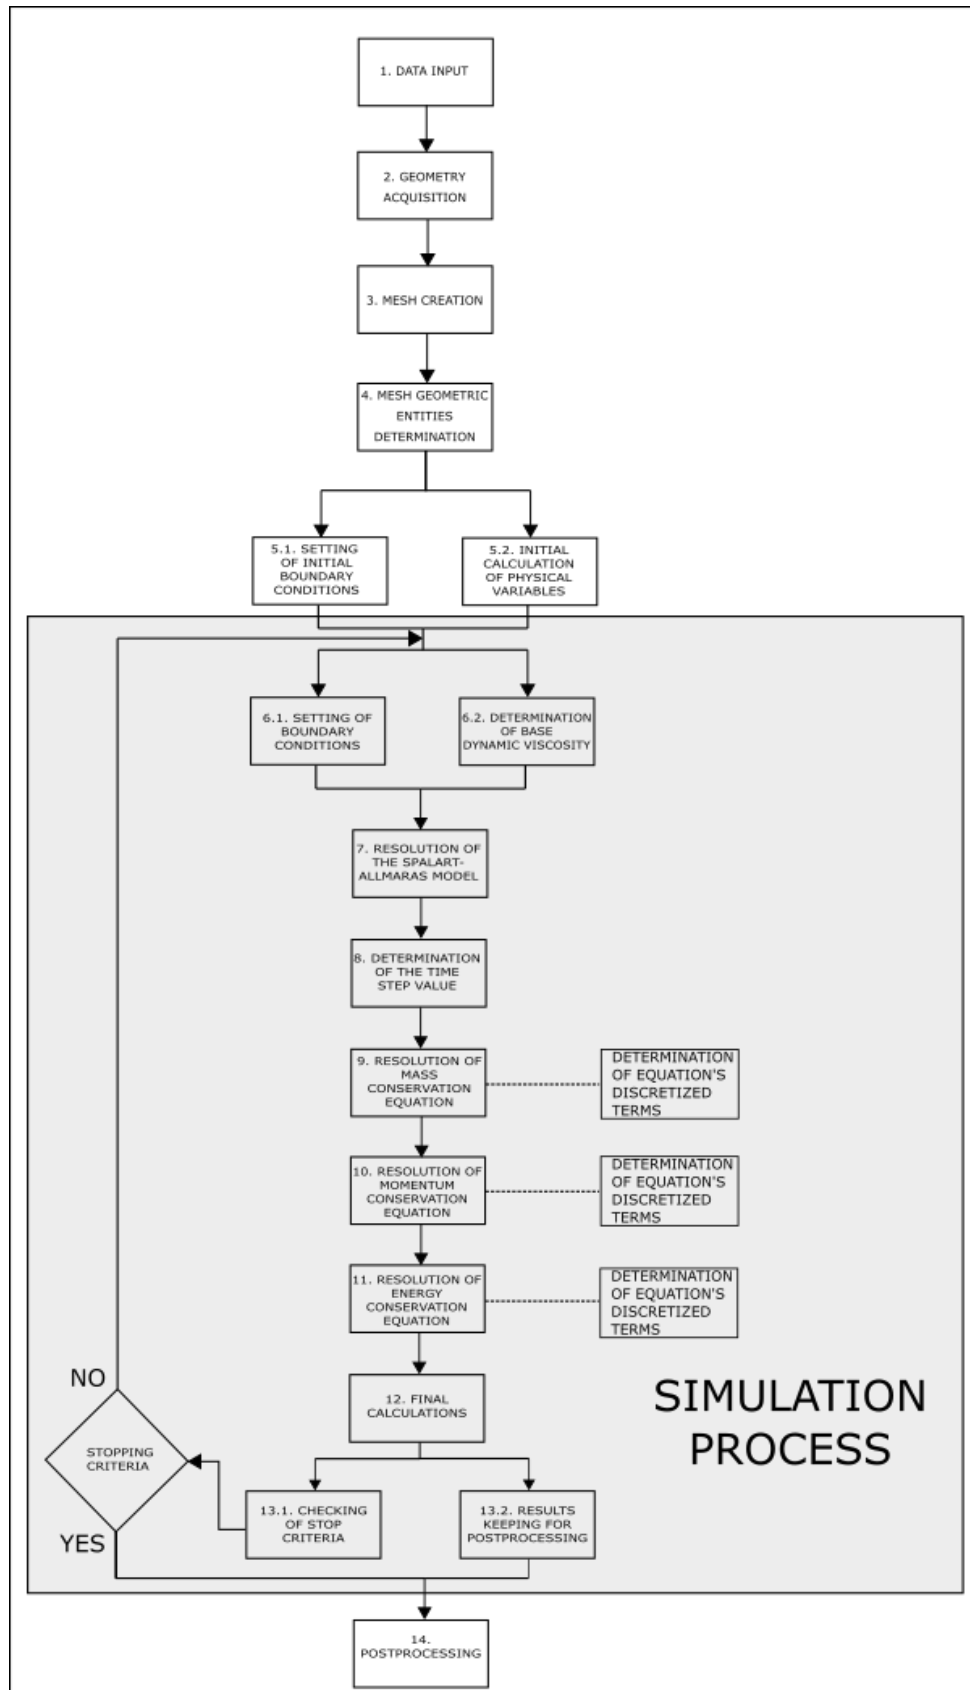 1. DATA INPUT
2. GEOMETRY
ACQUISITION
3. MESH CREATION
4. MESH GEOMETRIC
ENTITIES
DETERMINATION
5.1. SETTING
OF INITIAL
BOUNDARY
CONDITIONS
5.2. INITIAL
CALCULATION
OF PHYSICAL
VARIABLES
6.1. SETTING OF
BOUNDARY
CONDITIONS
6.2. DETERMINATION
OF BASE
DYNAMIC VISCOSITY
7. RESOLUTION OF
THE SPALART-
ALLMARAS MODEL
8. DETERMINATION
OF THE TIME
STEP VALUE
9. RESOLUTION OF
MASS
CONSERVATION
EQUATION
DETERMINATION
OF EQUATION'S
DISCRETIZED
TERMS
10. RESOLUTION OF
MOMENTUM
CONSERVATION
EQUATION
DETERMINATION
OF EQUATION'S
DISCRETIZED
TERMS
11. RESOLUTION OF
ENERGY
CONSERVATION
EQUATION
DETERMINATION
OF EQUATION'S
DISCRETIZED
TERMS
12. FINAL
CALCULATIONS
SIMULATION
PROCESS
NO
STOPPING
CRITERIA
YES
13.1. CHECKING
OF STOP
CRITERIA
13.2. RESULTS
KEEPING FOR
POSTPROCESSING
14.
POSTPROCESSING